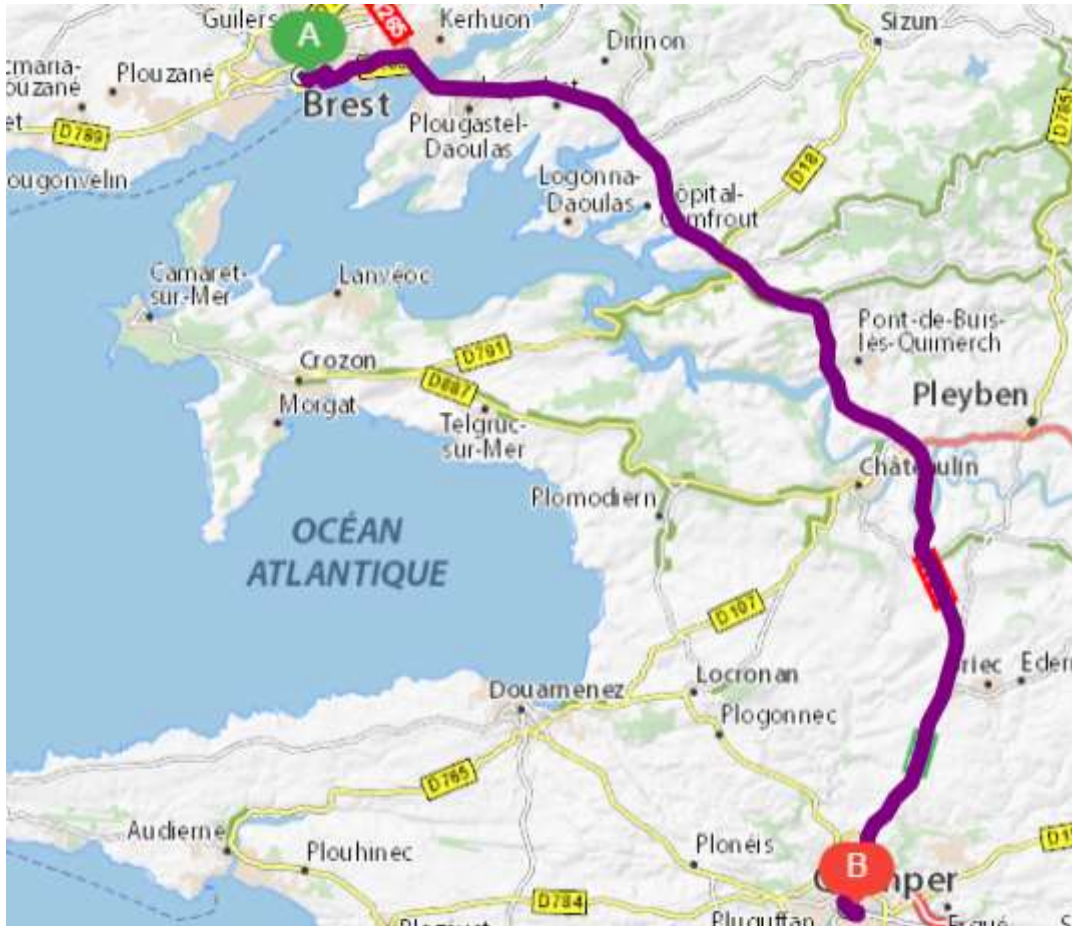 Guilers
A
Kerhuon
Sizun
Dirinon
Plouzané
Brest
D789
Plougastel-
Daoulas
D785
D18
Logonna-
Daoulas
Camaret-
sur-Mer
Lanvéoc
Pont-de-Buis-
lès-Quimerch
Crozon
D791
D887
Morgat
Telgruc-
sur-Mer
Pleyben
Plomodiern
OCÉAN
ATLANTIQUE
D107
Locronan
Douarnenez
Plogonnec
D765
Audierne
Plouhinec
Plonéis
B
D784
Pluguffan